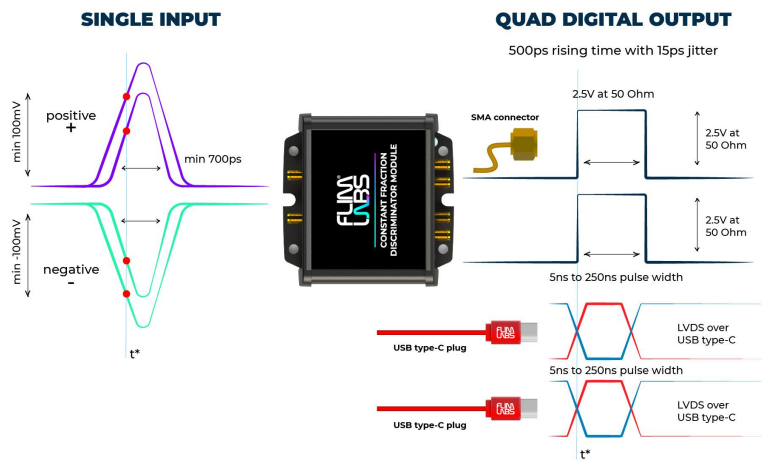 SINGLE INPUT
QUAD DIGITAL OUTPUT
500ps rising time with 15ps jitter
min 100mV
positive
+
min 700ps
min -100mV
negative
-
t*
FLIM
LABS
CONSTANT FRACTION
DISCRIMINATOR MODULE
2.5V at 50 Ohm
SMA connector
2.5V at
50 Ohm
2.5V at
50 Ohm
5ns to 250ns pulse width
FLIM
LABS
USB type-C plug
LVDS over
USB type-C
5ns to 250ns pulse width
FLIM
LABS
USB type-C plug
LVDS over
USB type-C
t*